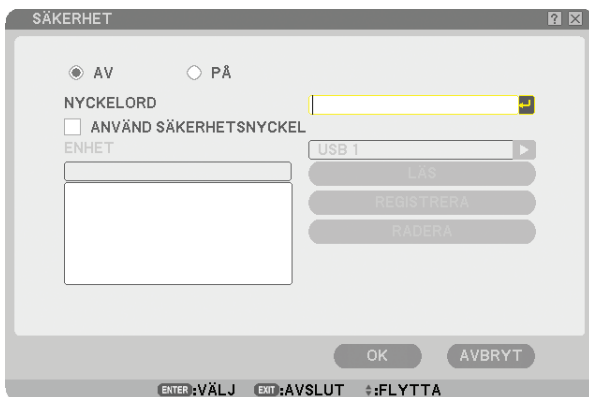 SÄKERHET
AV PÅ
NYCKELORD
ANVÄND SÄKERHETSNYCKEL
ENHET USB 1
LÄS
REGISTRERA
RADERA
OK AVBRYT
ENTER:VÄLJ EXIT:AVSLUT :FLYTTA